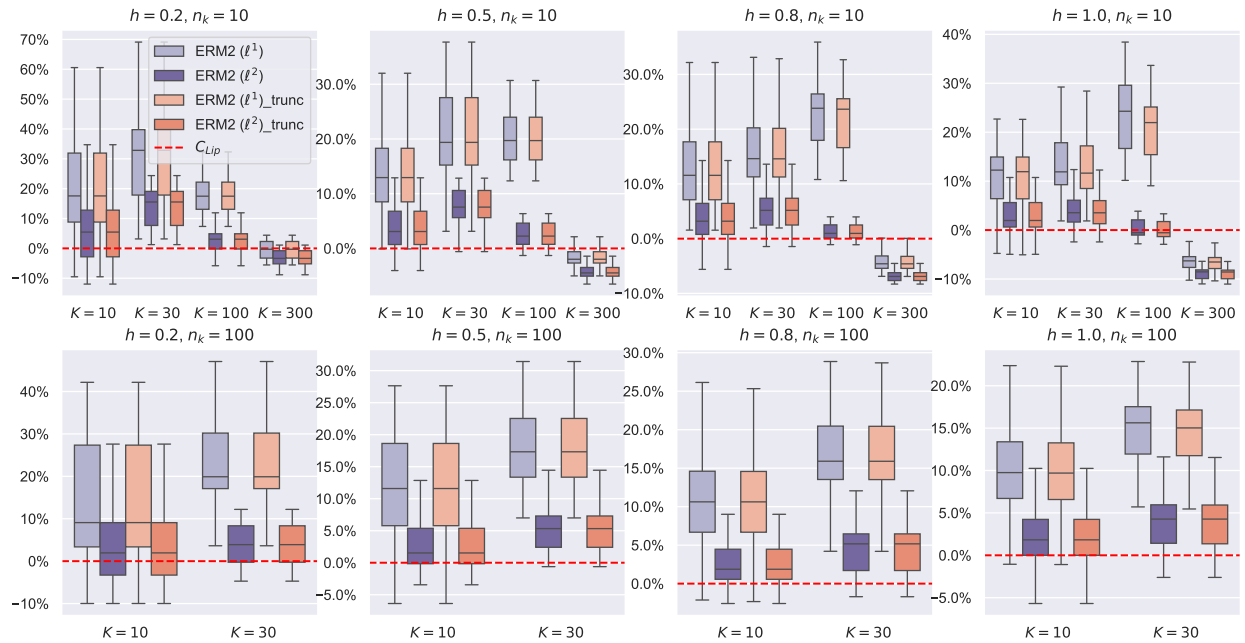 h = 0.2, n_k = 10
70%
60%
50%
40%
30%
20%
10%
0%
−10%
ERM2 (ℓ¹)
ERM2 (ℓ²)
ERM2 (ℓ¹)_trunc
ERM2 (ℓ²)_trunc
C_Lip
K = 10 K = 30 K = 100 K = 300
h = 0.5, n_k = 10
30.0%
20.0%
10.0%
0.0%
K = 10 K = 30 K = 100 K = 300
h = 0.8, n_k = 10
30.0%
20.0%
10.0%
0.0%
−10.0%
K = 10 K = 30 K = 100 K = 300
h = 1.0, n_k = 10
40%
30%
20%
10%
0%
−10%
K = 10 K = 30 K = 100 K = 300
h = 0.2, n_k = 100
40%
30%
20%
10%
0%
−10%
K = 10 K = 30
h = 0.5, n_k = 100
30.0%
25.0%
20.0%
15.0%
10.0%
5.0%
0.0%
−5.0%
K = 10 K = 30
h = 0.8, n_k = 100
30.0%
25.0%
20.0%
15.0%
10.0%
5.0%
0.0%
K = 10 K = 30
h = 1.0, n_k = 100
20.0%
15.0%
10.0%
5.0%
0.0%
−5.0%
K = 10 K = 30